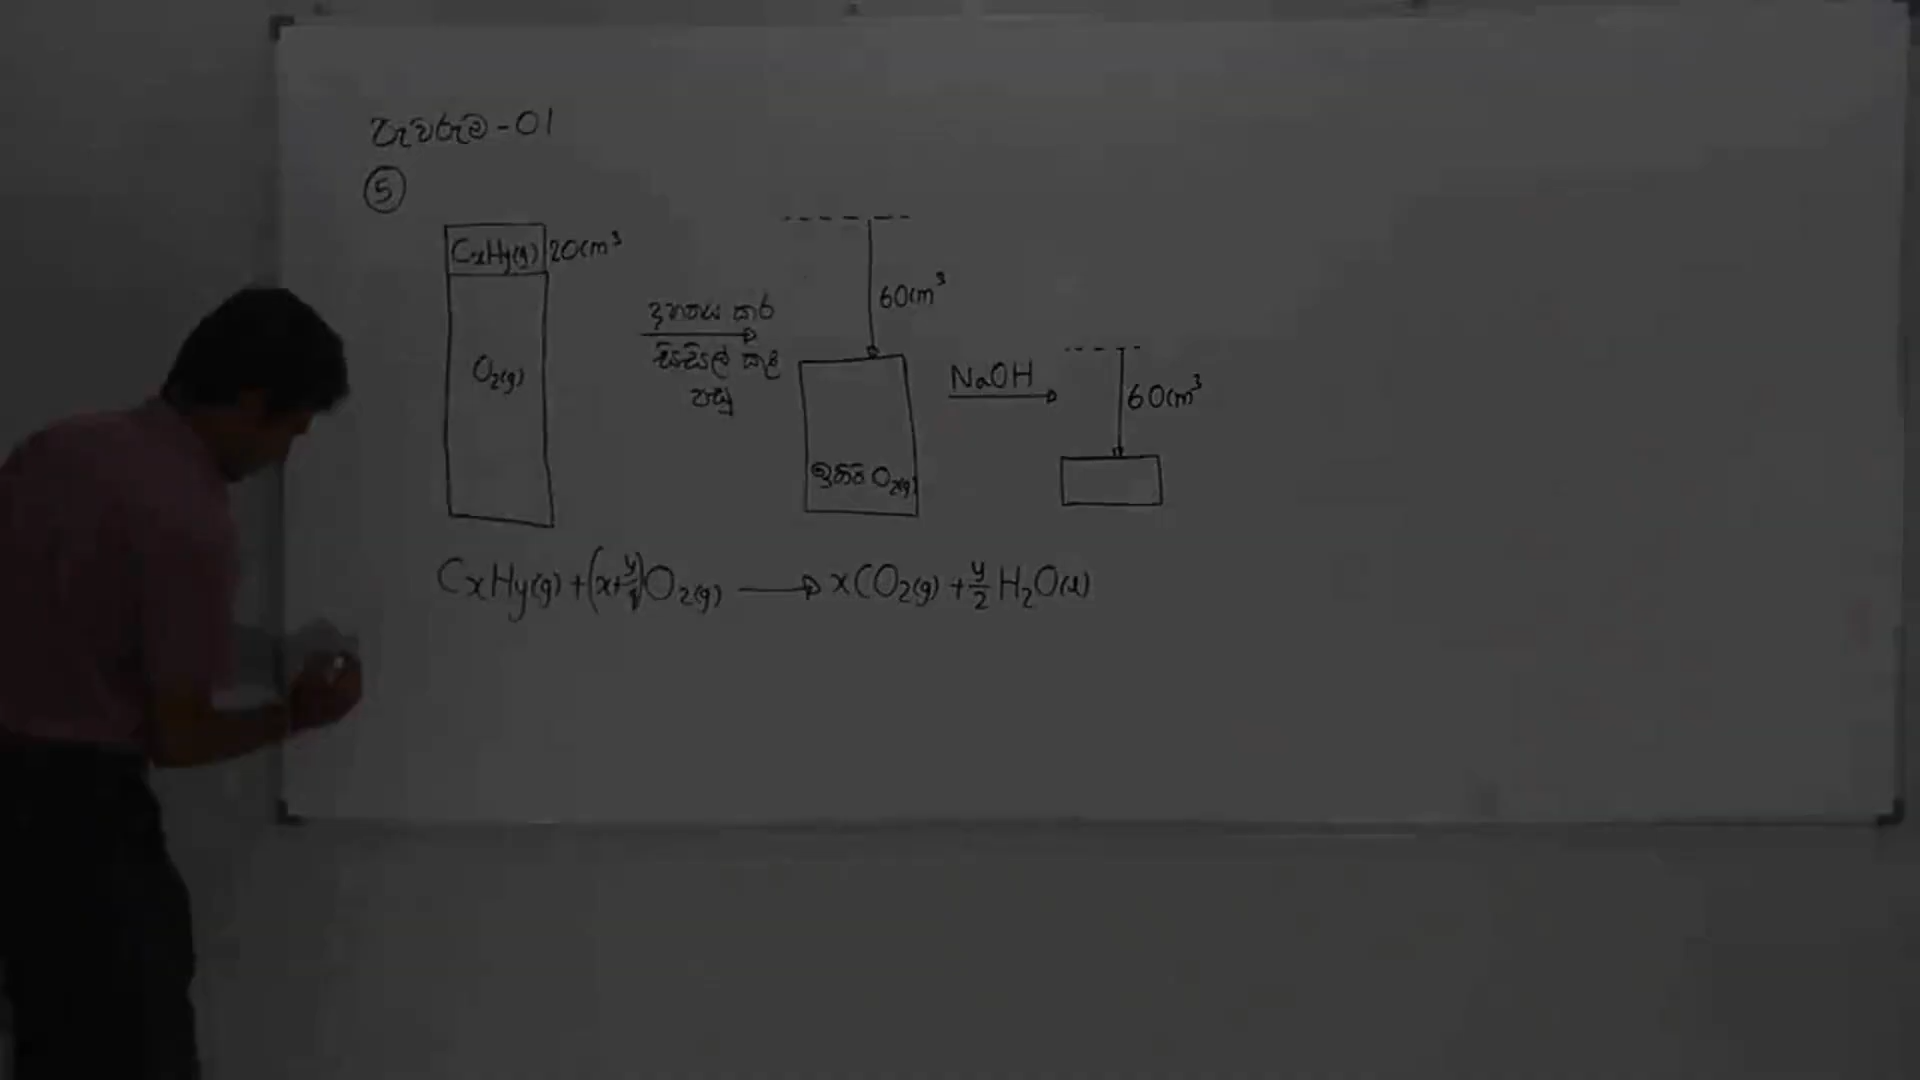 පැවරුම - 01
5
CxHy(g) 20cm³
O₂(g)
දහනය කර
සිසිල් කළ
පසු
60cm³
ඉතිරි O₂(g)
NaOH
60cm³
CxHy(g) + (x+y/4)O₂(g) → xCO₂(g) + y/2 H₂O(l)